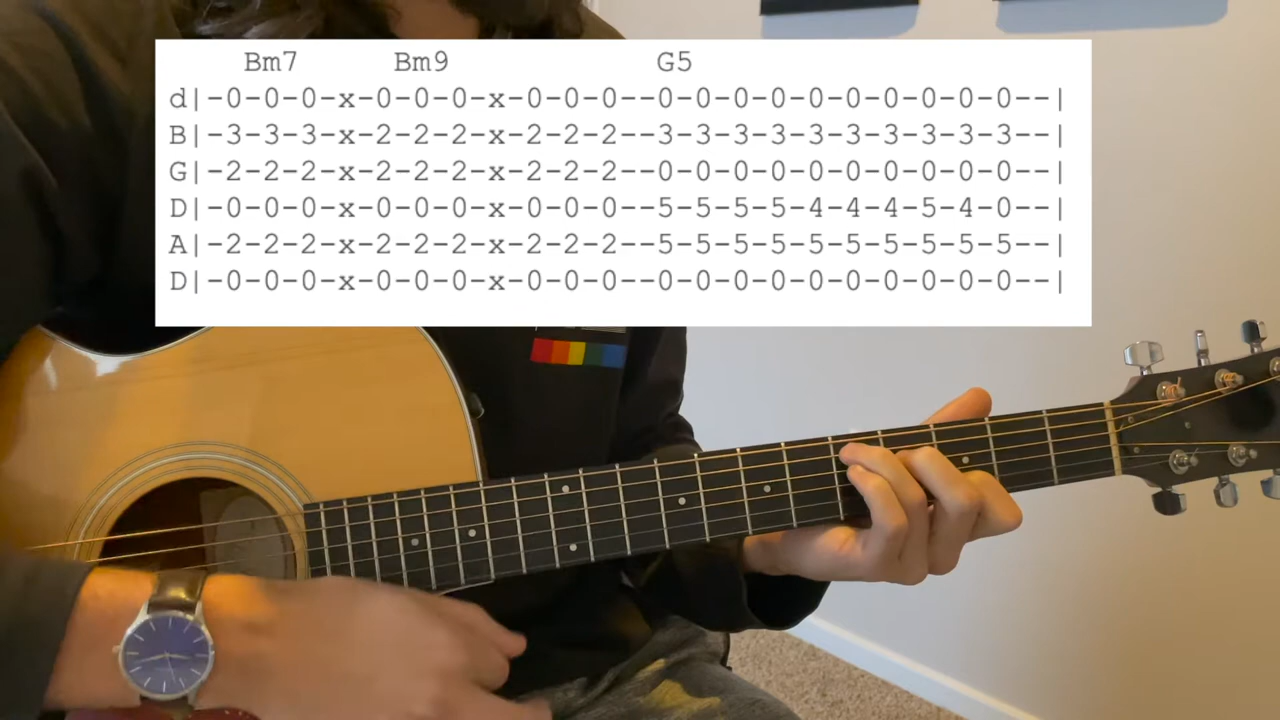 Bm7 Bm9 G5
d|-0-0-0-x-0-0-0-x-0-0-0--0-0-0-0-0-0-0-0-0-0--|
B|-3-3-3-x-2-2-2-x-2-2-2--3-3-3-3-3-3-3-3-3-3--|
G|-2-2-2-x-2-2-2-x-2-2-2--0-0-0-0-0-0-0-0-0-0--|
D|-0-0-0-x-0-0-0-x-0-0-0--5-5-5-5-4-4-4-5-4-0--|
A|-2-2-2-x-2-2-2-x-2-2-2--5-5-5-5-5-5-5-5-5-5--|
D|-0-0-0-x-0-0-0-x-0-0-0--0-0-0-0-0-0-0-0-0-0--|